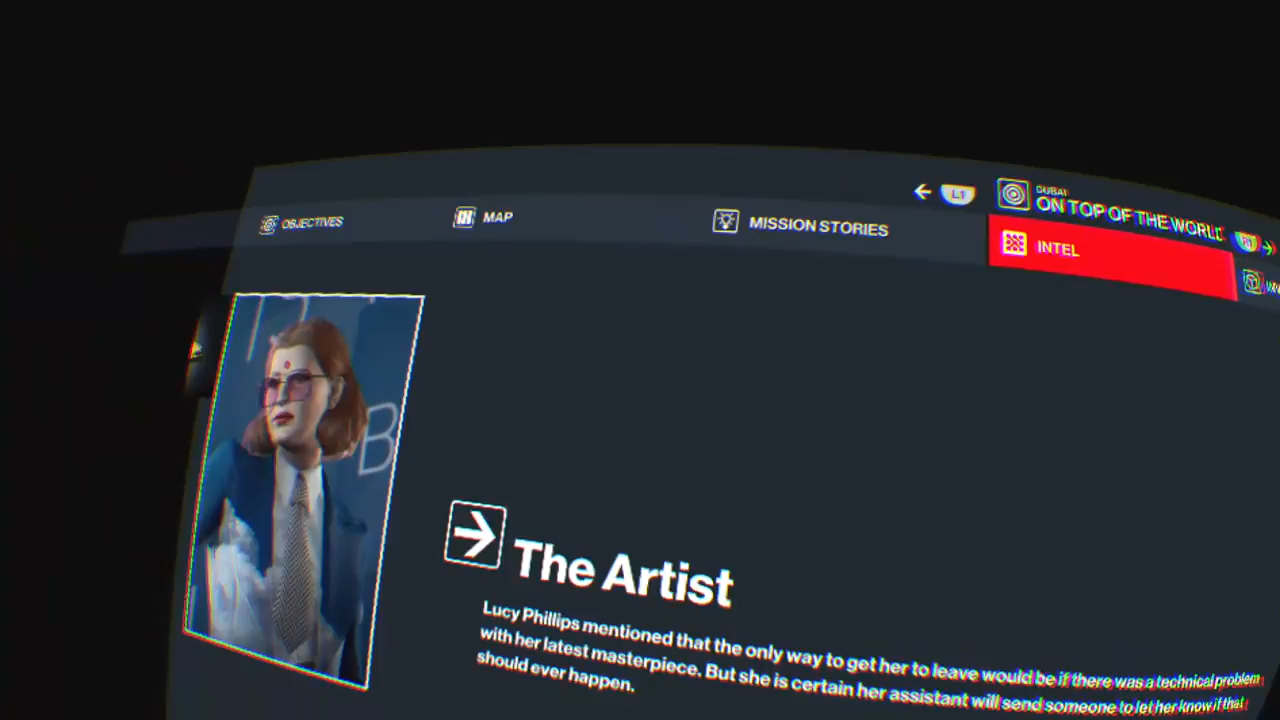 L1
DUBAI
ON TOP OF THE WORLD
R1
OBJECTIVES
MAP
MISSION STORIES
INTEL
B
The Artist
Lucy Phillips mentioned that the only way to get her to leave would be if there was a technical problem
with her latest masterpiece. But she is certain her assistant will send someone to let her know if that
should ever happen.